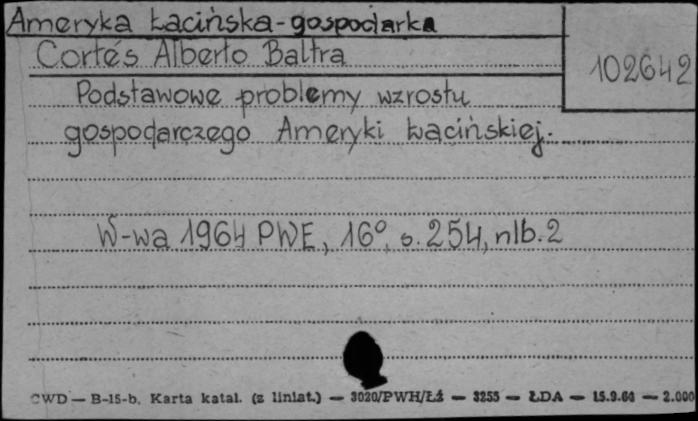 Ameryka Łacińska-gospodarka
Cortés Alberto Baltra
102642
Podstawowe problemy wzrostu
gospodarczego Ameryki Łacińskiej.
W-wa 1964 PWE, 16°, s. 254, nlb. 2
CWD — B-15-b. Karta katal. (z liniat.) — 3020/PWH/Łź — 3255 — ŁDA — 15.9.60 — 2.000